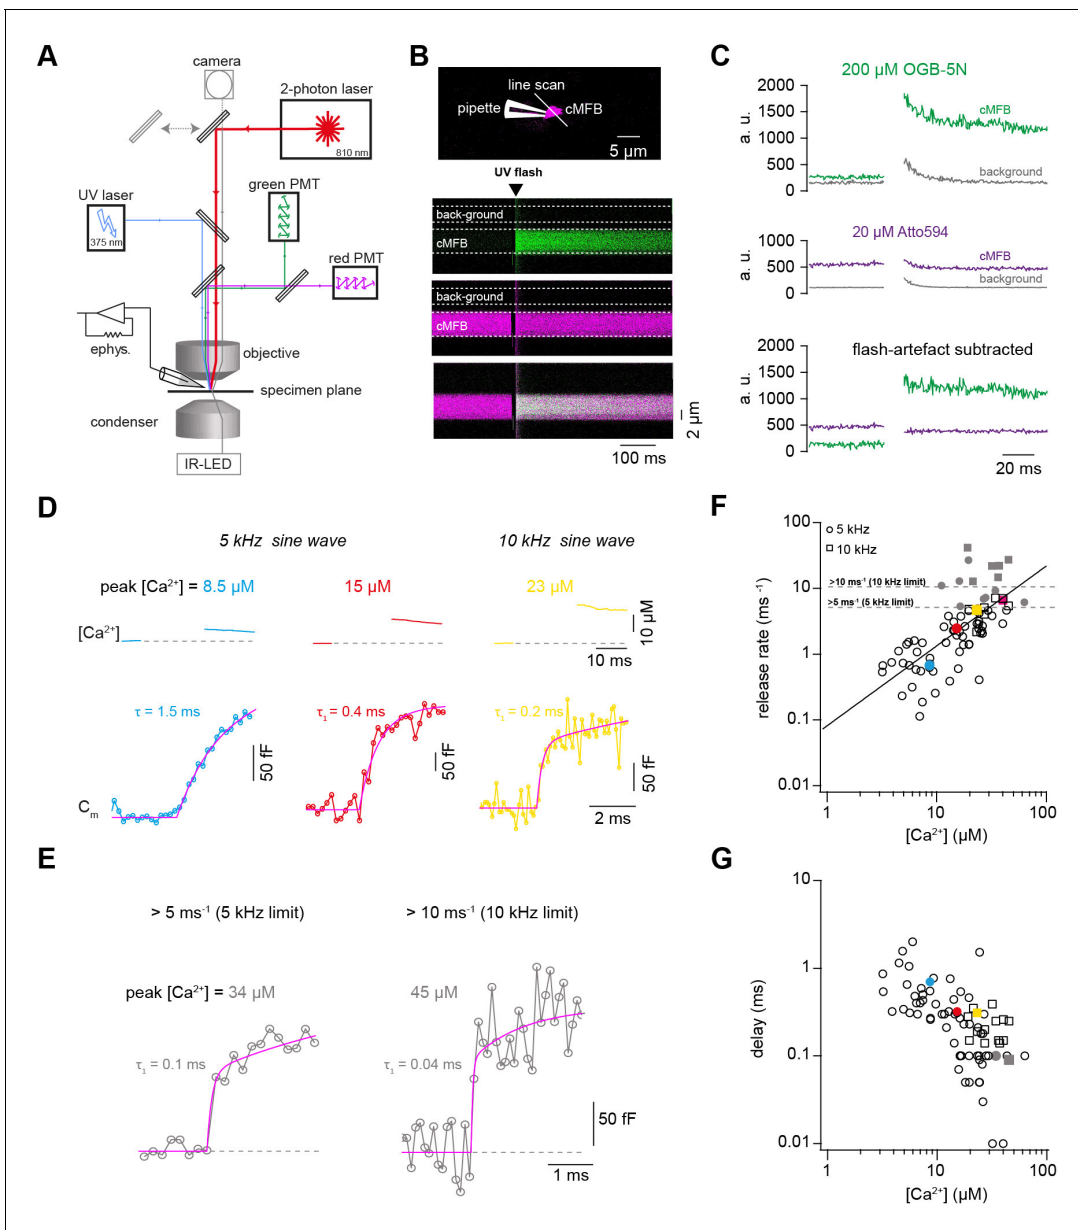 A
camera
2-photon laser
810 nm
UV laser
375 nm
green PMT
red PMT
ephys.
objective
specimen plane
condenser
IR-LED
B
line scan
pipette
cMFB
5 µm
UV flash
back-ground
cMFB
back-ground
cMFB
2 µm
100 ms
C
200 µM OGB-5N
2000
1500
1000
500
0
a. u.
cMFB
background
20 µM Atto594
1000
500
0
a. u.
cMFB
background
flash-artefact subtracted
2000
1500
1000
500
0
a. u.
20 ms
D
5 kHz sine wave
10 kHz sine wave
peak [Ca²⁺] = 8.5 µM
15 µM
23 µM
[Ca²⁺]
10 µM
10 ms
τ = 1.5 ms
τ₁ = 0.4 ms
τ₁ = 0.2 ms
50 fF
50 fF
50 fF
Cₘ
2 ms
E
> 5 ms⁻¹ (5 kHz limit)
> 10 ms⁻¹ (10 kHz limit)
peak [Ca²⁺] = 34 µM
45 µM
τ₁ = 0.1 ms
τ₁ = 0.04 ms
50 fF
1 ms
F
100
10
1
0.1
0.01
release rate (ms⁻¹)
5 kHz
10 kHz
>10 ms⁻¹ (10 kHz limit)
>5 ms⁻¹ (5 kHz limit)
1
10
100
[Ca²⁺] (µM)
G
10
1
0.1
0.01
delay (ms)
1
10
100
[Ca²⁺] (µM)